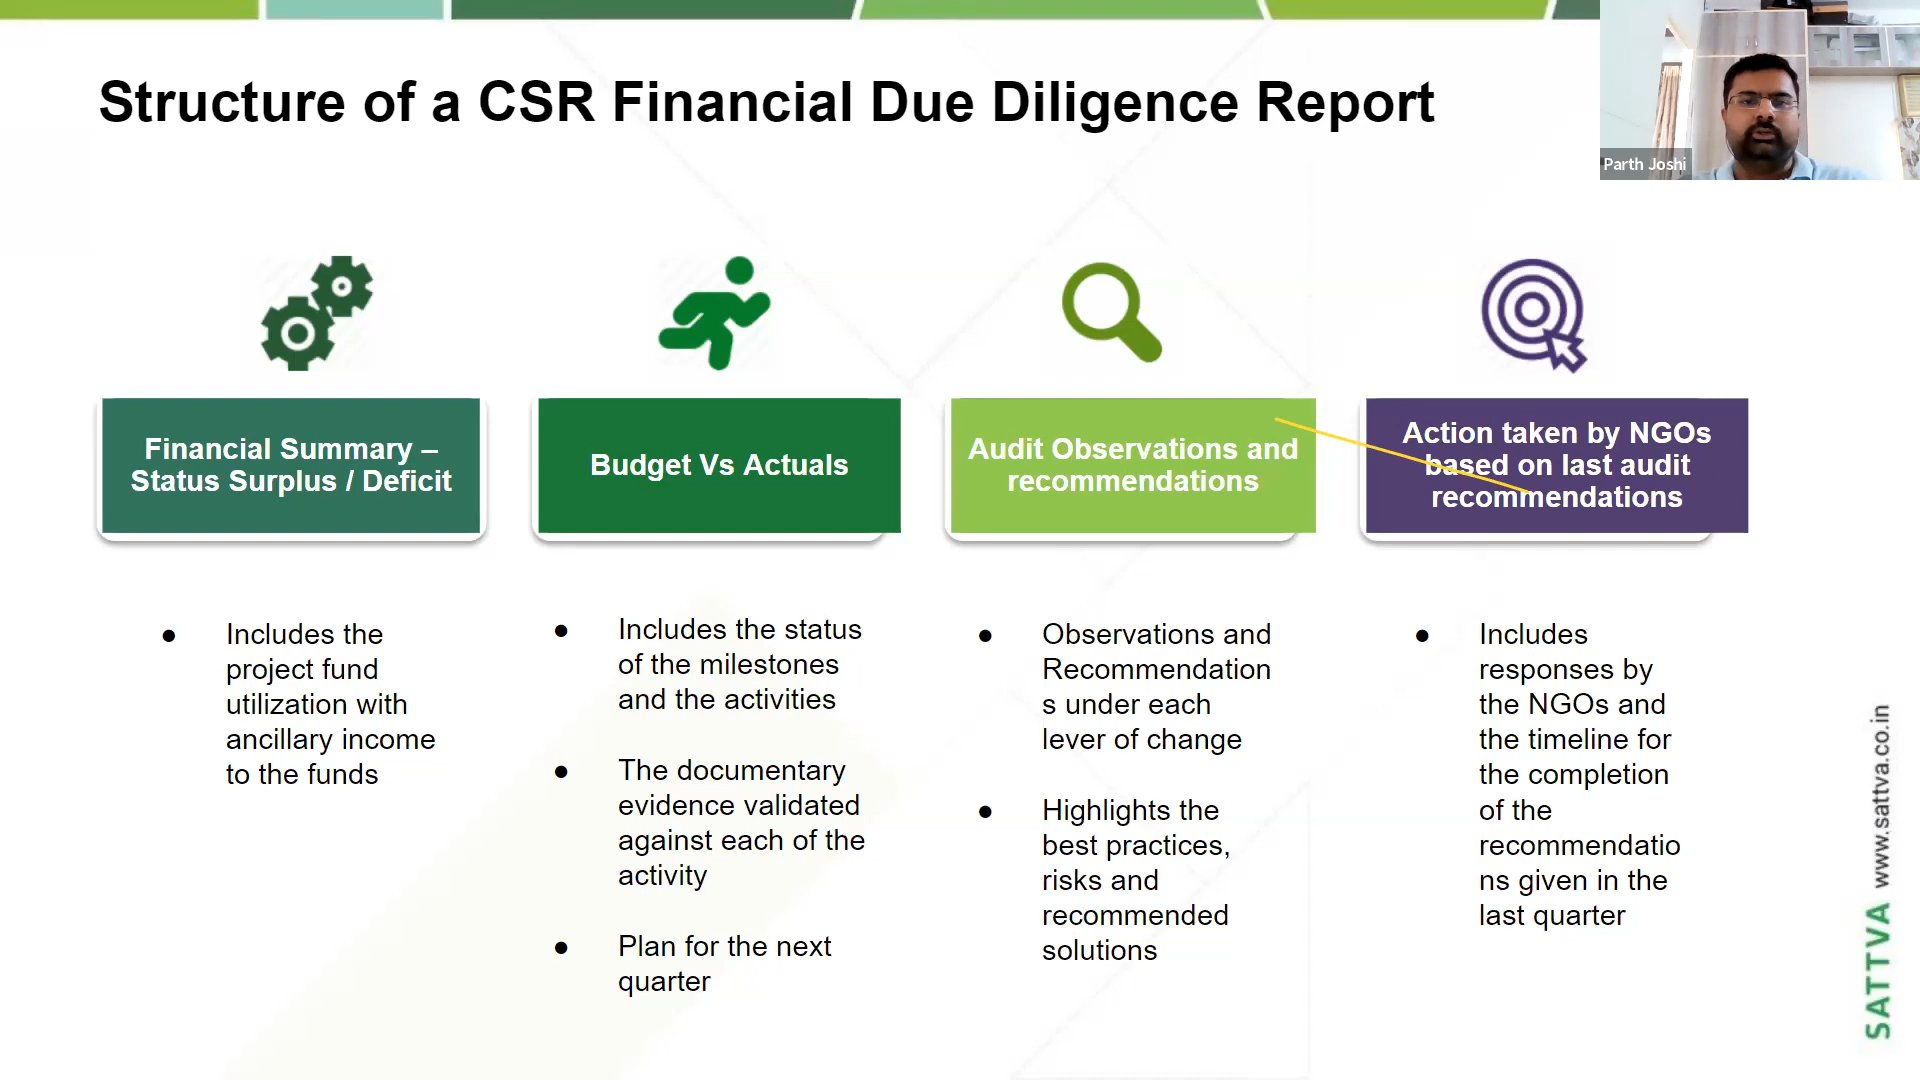 Structure of a CSR Financial Due Diligence Report
Parth Joshi
Financial Summary –
Status Surplus / Deficit
Budget Vs Actuals
Audit Observations and
recommendations
Action taken by NGOs
based on last audit
recommendations
● Includes the
project fund
utilization with
ancillary income
to the funds
● Includes the status
of the milestones
and the activities
● The documentary
evidence validated
against each of the
activity
● Plan for the next
quarter
● Observations and
Recommendation
s under each
lever of change
● Highlights the
best practices,
risks and
recommended
solutions
● Includes
responses by
the NGOs and
the timeline for
the completion
of the
recommendatio
ns given in the
last quarter
SATTVA www.sattva.co.in